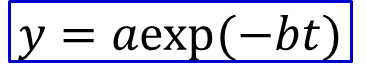 y = aexp(−bt)